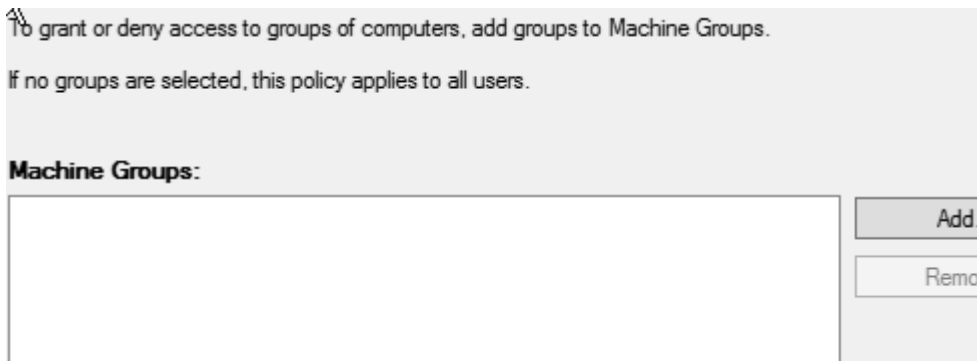 To grant or deny access to groups of computers, add groups to Machine Groups.
If no groups are selected, this policy applies to all users.
Machine Groups:
Add.
Remo